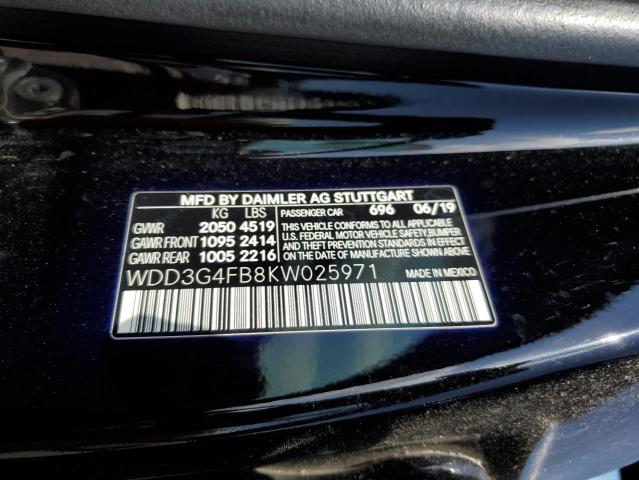 MFD BY DAIMLER AG STUTTGART
KG LBS PASSENGER CAR 696 06/19
GVWR 2050 4519
GAWR FRONT 1095 2414
GAWR REAR 1005 2216
THIS VEHICLE CONFORMS TO ALL APPLICABLE
U.S. FEDERAL MOTOR VEHICLE SAFETY, BUMPER,
AND THEFT PREVENTION STANDARDS IN EFFECT
ON THE DATE OF MANUFACTURE SHOWN ABOVE.
WDD3G4FB8KW025971 MADE IN MEXICO